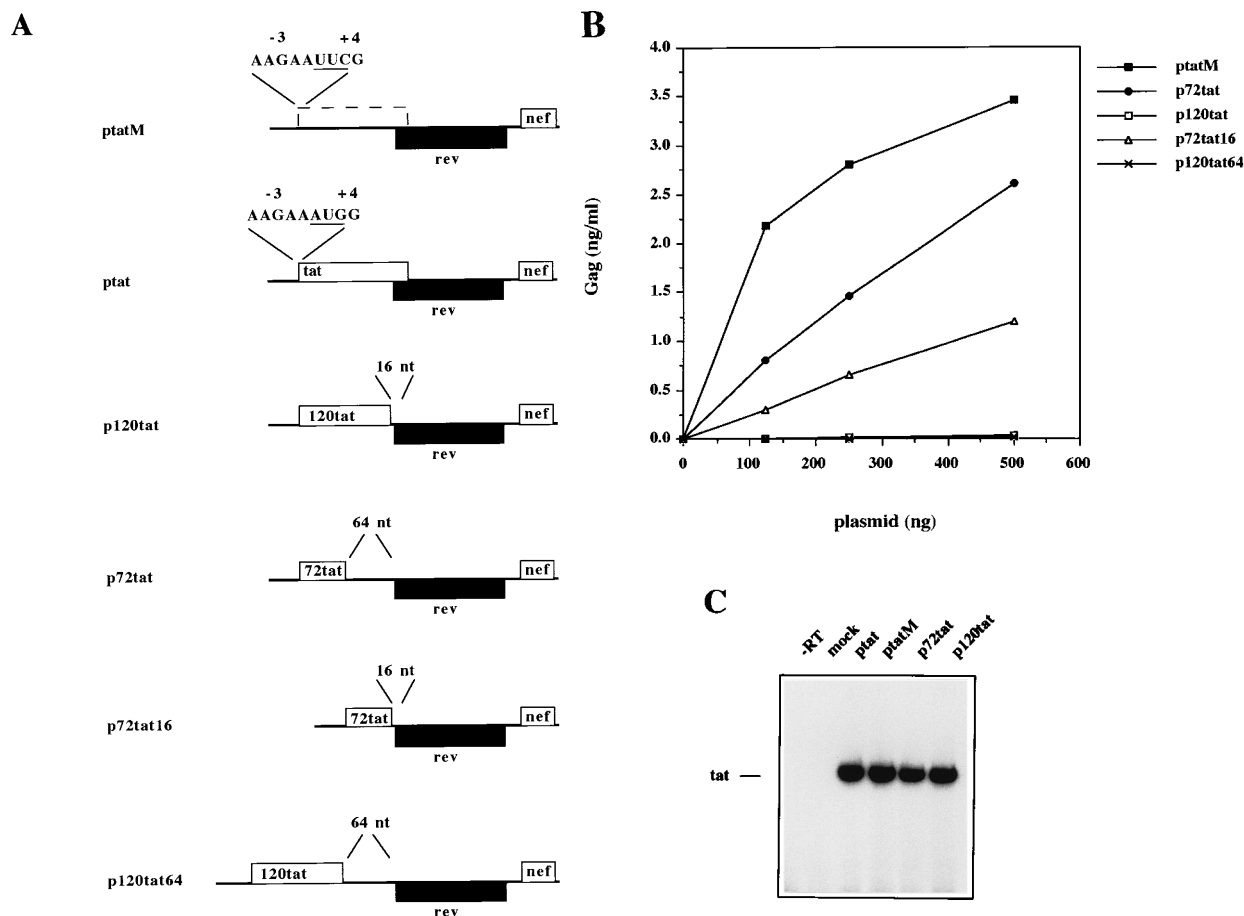 A
-3 +4
AAGAAUUCG
ptatM
nef
rev
-3 +4
AAGAAAUGG
ptat
tat
nef
rev
16 nt
p120tat
120tat
nef
rev
64 nt
p72tat
72tat
nef
rev
16 nt
p72tat16
72tat
nef
rev
64 nt
p120tat64
120tat
nef
rev
B
4.0
3.5
3.0
2.5
2.0
1.5
1.0
0.5
0.0
Gag (ng/ml)
0 100 200 300 400 500 600
plasmid (ng)
ptatM
p72tat
p120tat
p72tat16
p120tat64
C
-RT mock ptat ptatM p72tat p120tat
tat